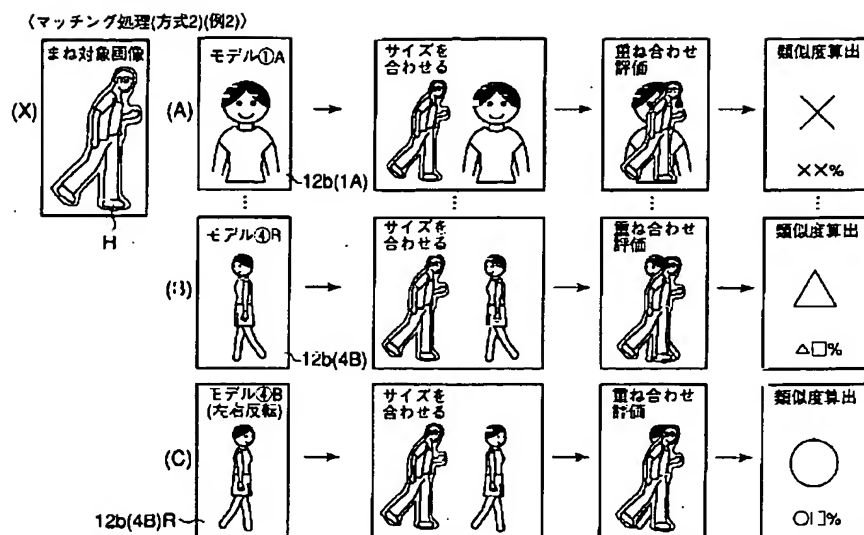 〈マッチング処理(方式2)(例2)〉
まね対象画像
(X)
H
(A)
モデル①A
12b(1A)
サイズを
合わせる
重ね合わせ
評価
類似度算出
××%
モデル④R
12b(4B)
サイズを
合わせる
重ね合わせ
評価
類似度算出
△□%
(C)
モデル④B
(左右反転)
12b(4B)R
サイズを
合わせる
重ね合わせ
評価
類似度算出